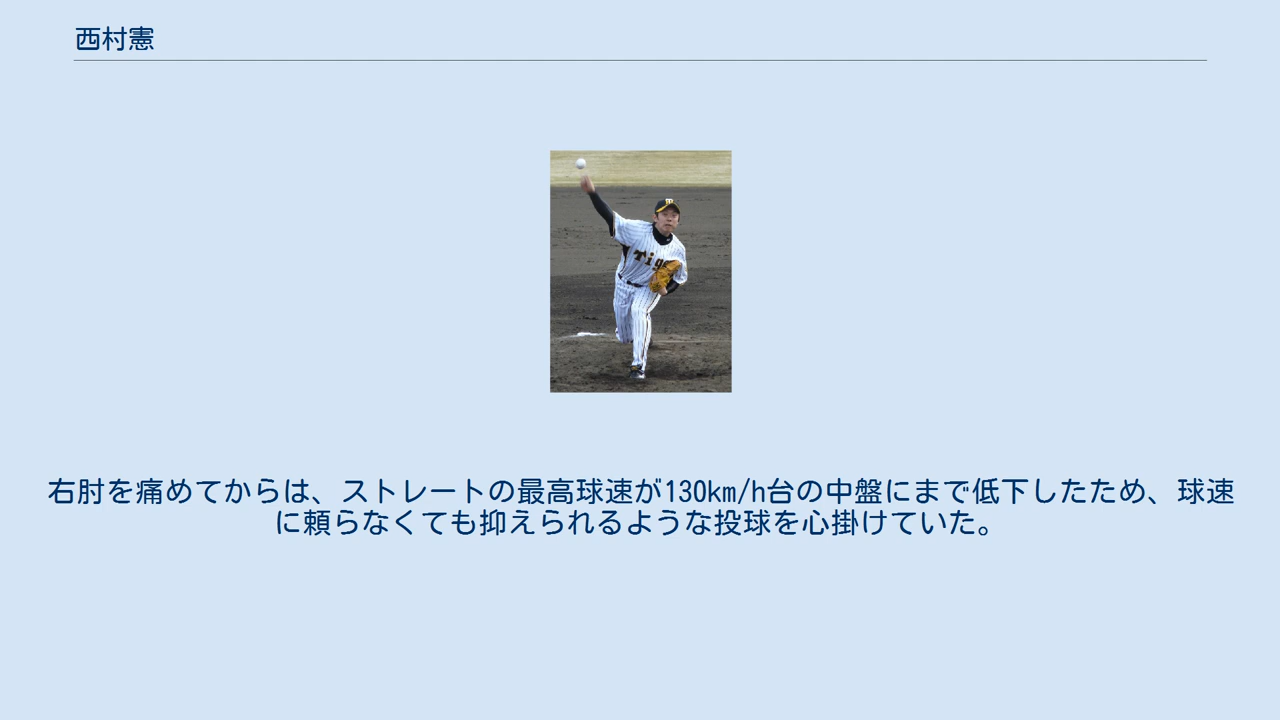 西村憲
Tig
右肘を痛めてからは、ストレートの最高球速が130km/h台の中盤にまで低下したため、球速
に頼らなくても抑えられるような投球を心掛けていた。